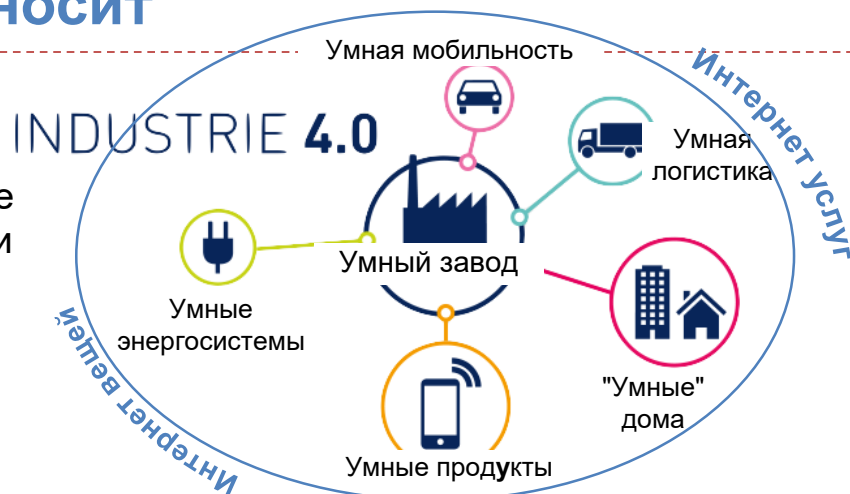 носит
Умная мобильность
Интернет услуг
INDUSTRIE 4.0
Умная
логистика
е
и
Умный завод
Умные
энергосистемы
"Умные"
дома
Интернет вещей
Умные продукты